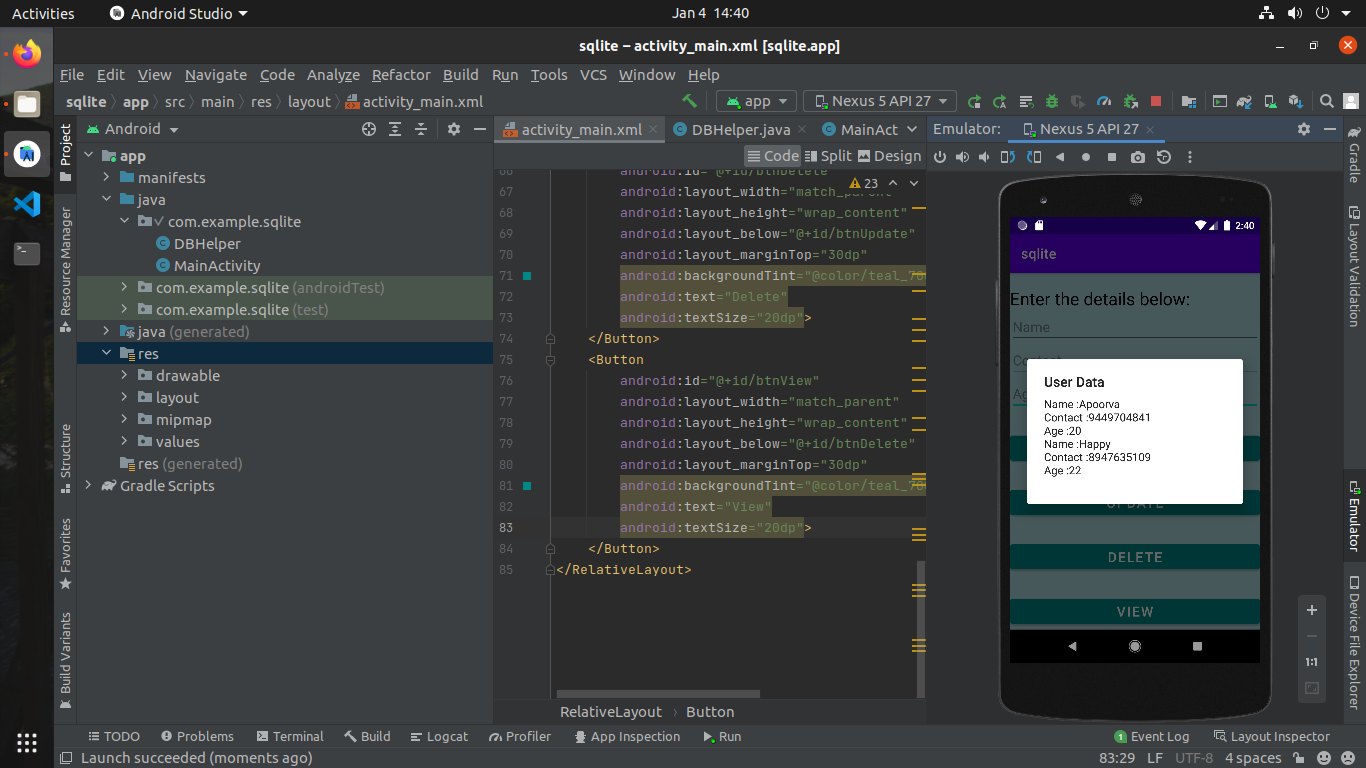 Activities Android Studio Jan 4 14:40
sqlite – activity_main.xml [sqlite.app]
File Edit View Navigate Code Analyze Refactor Build Run Tools VCS Window Help
sqlite app src main res layout activity_main.xml app Nexus 5 API 27
Project
Android
app
manifests
java
com.example.sqlite
DBHelper
MainActivity
com.example.sqlite (androidTest)
com.example.sqlite (test)
java (generated)
res
drawable
layout
mipmap
values
res (generated)
Gradle Scripts
Resource Manager
Structure
Favorites
Build Variants
activity_main.xml DBHelper.java MainAct
Code Split Design
23
66 android:id="@+id/btnDelete"
67 android:layout_width="match_parent"
68 android:layout_height="wrap_content"
69 android:layout_below="@+id/btnUpdate"
70 android:layout_marginTop="30dp"
71 android:backgroundTint="@color/teal_70
72 android:text="Delete"
73 android:textSize="20dp">
74 </Button>
75 <Button
76 android:id="@+id/btnView"
77 android:layout_width="match_parent"
78 android:layout_height="wrap_content"
79 android:layout_below="@+id/btnDelete"
80 android:layout_marginTop="30dp"
81 android:backgroundTint="@color/teal_70
82 android:text="View"
83 android:textSize="20dp">
84 </Button>
85 </RelativeLayout>
RelativeLayout Button
Emulator: Nexus 5 API 27
2:40
sqlite
Enter the details below:
Name
Contact
Ag
User Data
Name :Apoorva
Contact :9449704841
Age :20
Name :Happy
Contact :8947635109
Age :22
UPDATE
DELETE
VIEW
1:1
Gradle
Layout Validation
Emulator
Device File Explorer
TODO Problems Terminal Build Logcat Profiler App Inspection Run 1 Event Log Layout Inspector
Launch succeeded (moments ago) 83:29 LF UTF-8 4 spaces